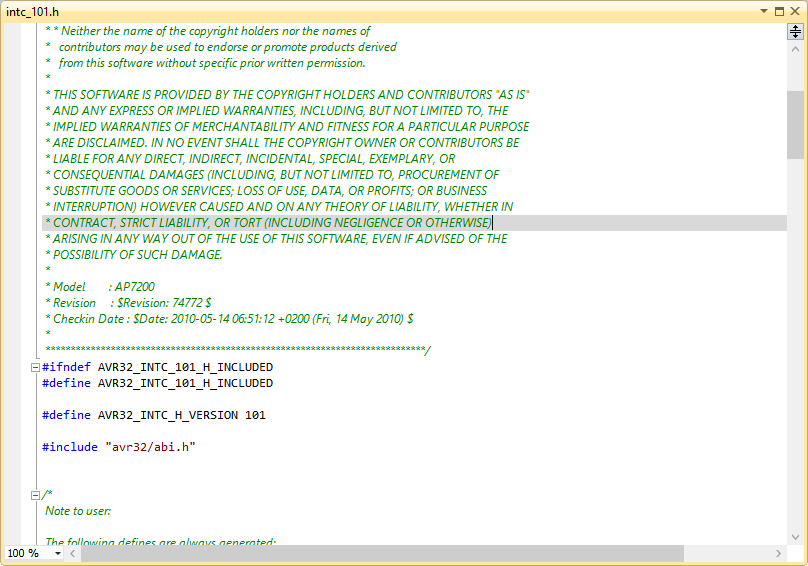 intc_101.h
* * Neither the name of the copyright holders nor the names of
* contributors may be used to endorse or promote products derived
* from this software without specific prior written permission.
*
* THIS SOFTWARE IS PROVIDED BY THE COPYRIGHT HOLDERS AND CONTRIBUTORS "AS IS"
* AND ANY EXPRESS OR IMPLIED WARRANTIES, INCLUDING, BUT NOT LIMITED TO, THE
* IMPLIED WARRANTIES OF MERCHANTABILITY AND FITNESS FOR A PARTICULAR PURPOSE
* ARE DISCLAIMED. IN NO EVENT SHALL THE COPYRIGHT OWNER OR CONTRIBUTORS BE
* LIABLE FOR ANY DIRECT, INDIRECT, INCIDENTAL, SPECIAL, EXEMPLARY, OR
* CONSEQUENTIAL DAMAGES (INCLUDING, BUT NOT LIMITED TO, PROCUREMENT OF
* SUBSTITUTE GOODS OR SERVICES; LOSS OF USE, DATA, OR PROFITS; OR BUSINESS
* INTERRUPTION) HOWEVER CAUSED AND ON ANY THEORY OF LIABILITY, WHETHER IN
* CONTRACT, STRICT LIABILITY, OR TORT (INCLUDING NEGLIGENCE OR OTHERWISE)
* ARISING IN ANY WAY OUT OF THE USE OF THIS SOFTWARE, EVEN IF ADVISED OF THE
* POSSIBILITY OF SUCH DAMAGE.
*
* Model : AP7200
* Revision : $Revision: 74772 $
* Checkin Date : $Date: 2010-05-14 06:51:12 +0200 (Fri, 14 May 2010) $
*
****************************************************************************/
#ifndef AVR32_INTC_101_H_INCLUDED
#define AVR32_INTC_101_H_INCLUDED
#define AVR32_INTC_H_VERSION 101
#include "avr32/abi.h"
/*
Note to user:
The following defines are always generated:
100 %